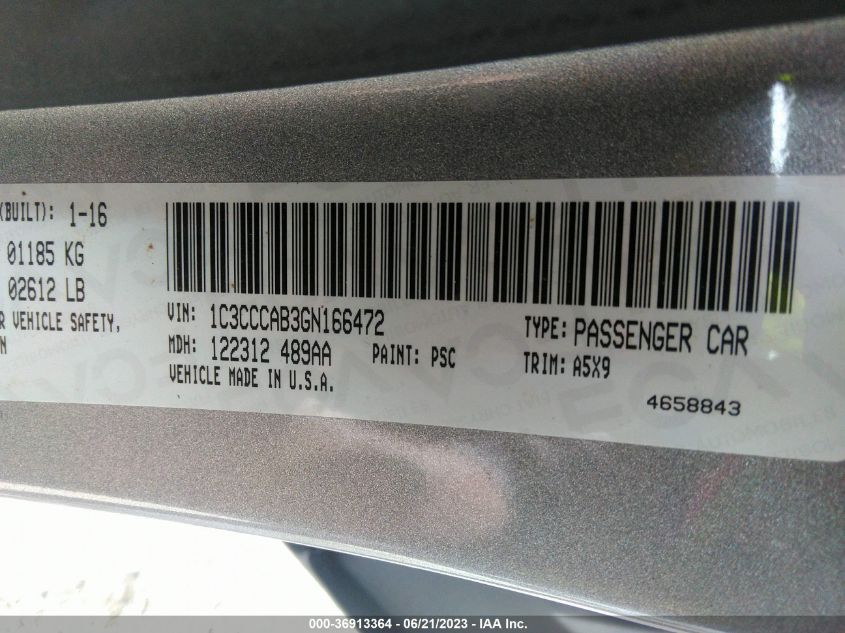 (BUILT): 1-16
01185 KG
02612 LB
R VEHICLE SAFETY,
N
VIN: 1C3CCCAB3GN166472
TYPE: PASSENGER CAR
MDH: 122312 489AA PAINT: PSC
TRIM: A5X9
VEHICLE MADE IN U.S.A.
4658843
000-36913364 - 06/21/2023 - IAA Inc.